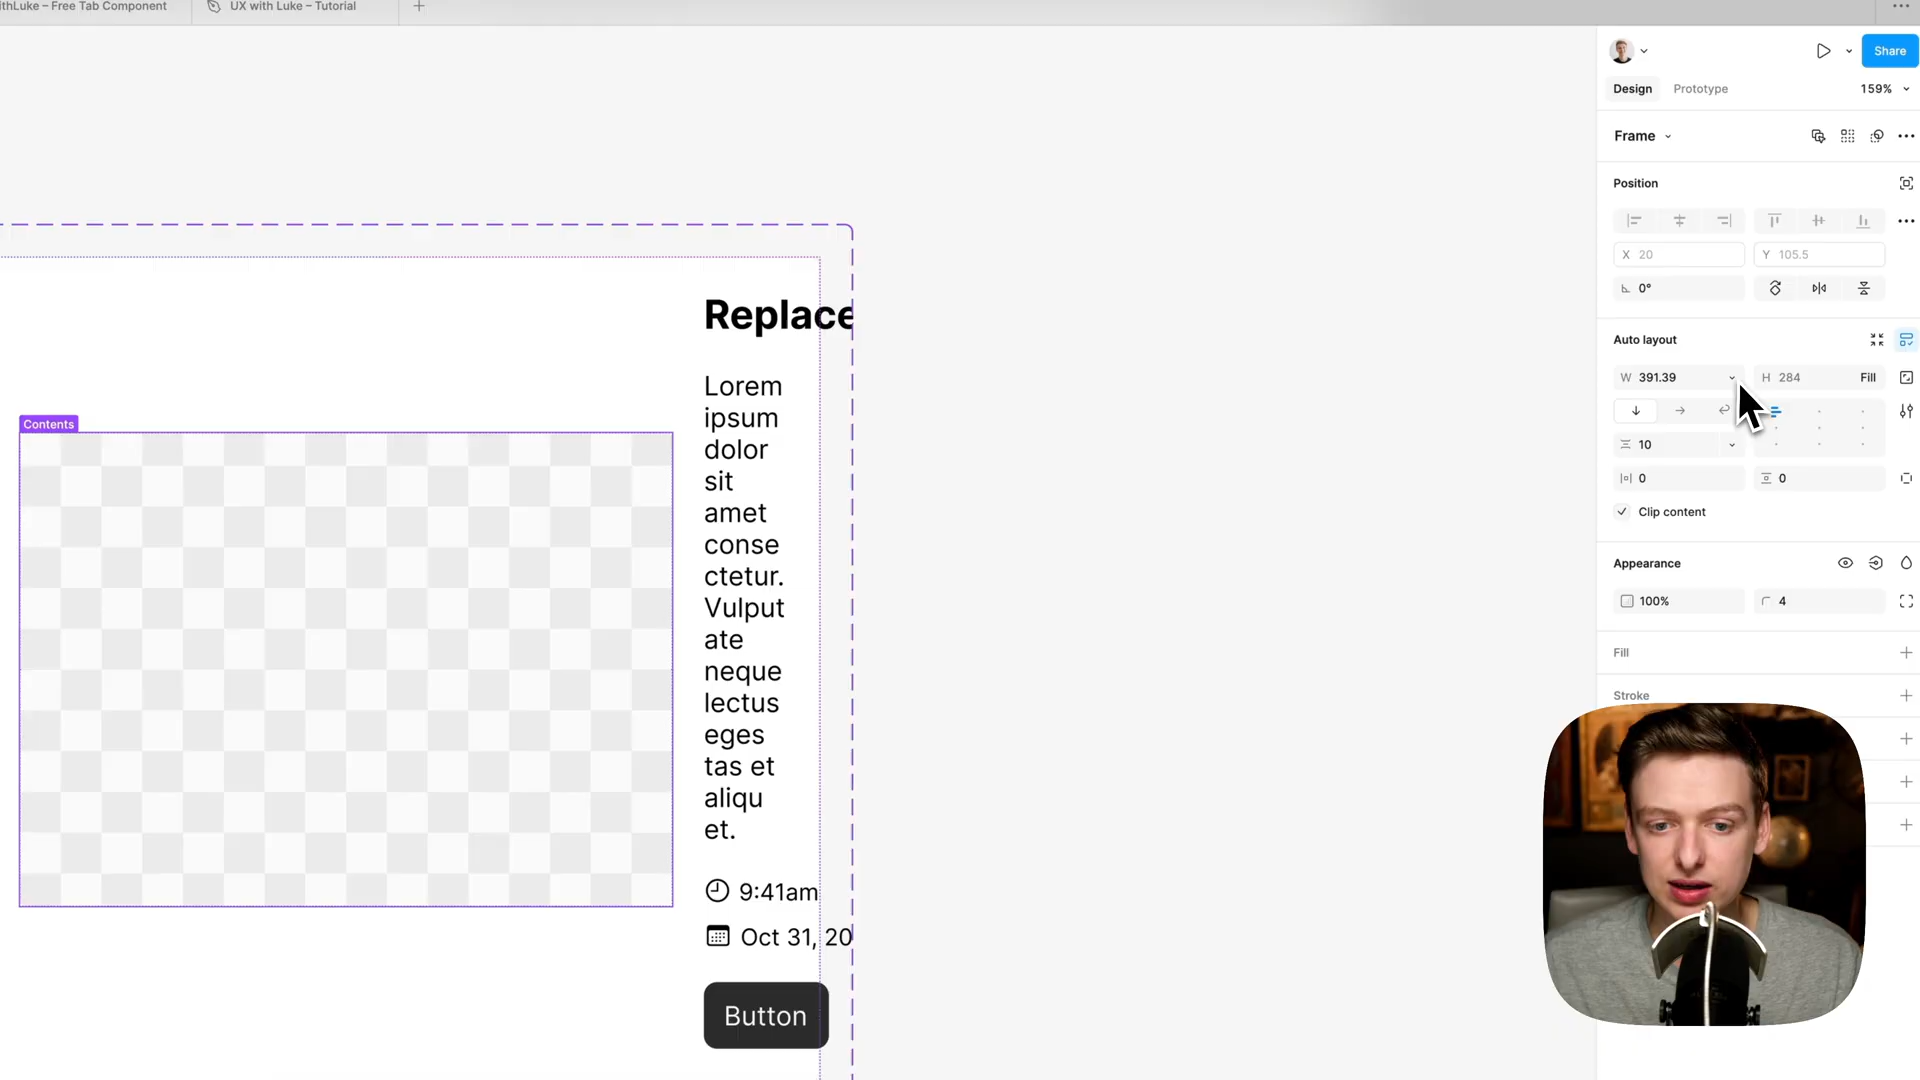 ithLuke – Free Tab Component
UX with Luke – Tutorial
Share
Design
Prototype
159%
Frame
Position
X 20
Y 105.5
0°
Auto layout
W 391.39
H 284
Fill
10
0
0
Clip content
Appearance
100%
4
Fill
Stroke
Contents
Replace
Lorem
ipsum
dolor
sit
amet
conse
ctetur.
Vulput
ate
neque
lectus
eges
tas et
aliqu
et.
9:41am
Oct 31, 20
Button